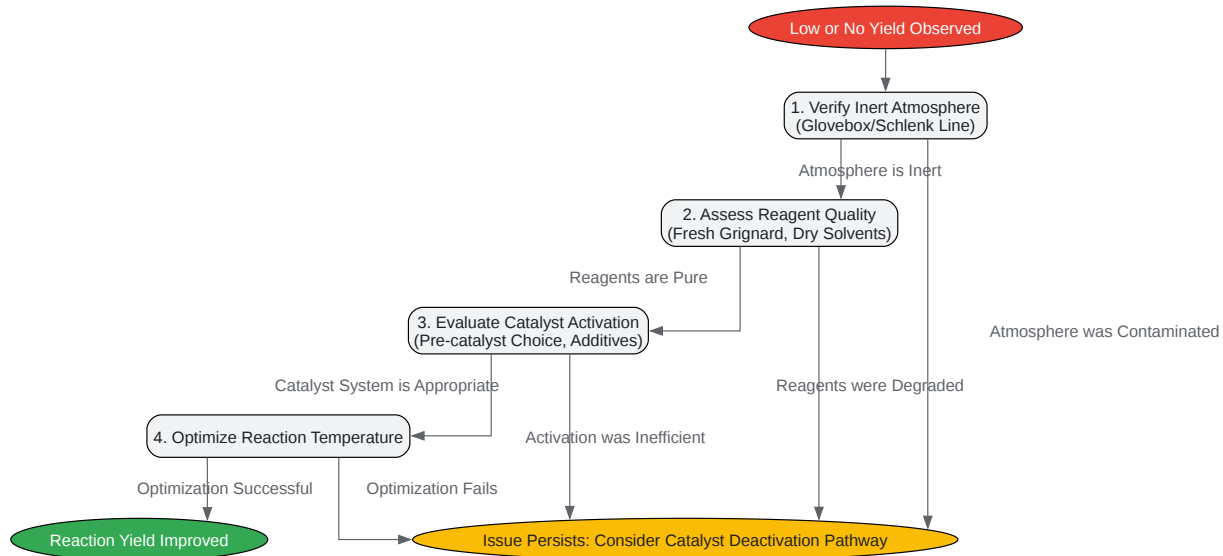 Low or No Yield Observed
1. Verify Inert Atmosphere
(Glovebox/Schlenk Line)
Atmosphere is Inert
2. Assess Reagent Quality
(Fresh Grignard, Dry Solvents)
Reagents are Pure
3. Evaluate Catalyst Activation
(Pre-catalyst Choice, Additives)
Atmosphere was Contaminated
Catalyst System is Appropriate
Reagents were Degraded
4. Optimize Reaction Temperature
Activation was Inefficient
Optimization Successful
Optimization Fails
Reaction Yield Improved
Issue Persists: Consider Catalyst Deactivation Pathway